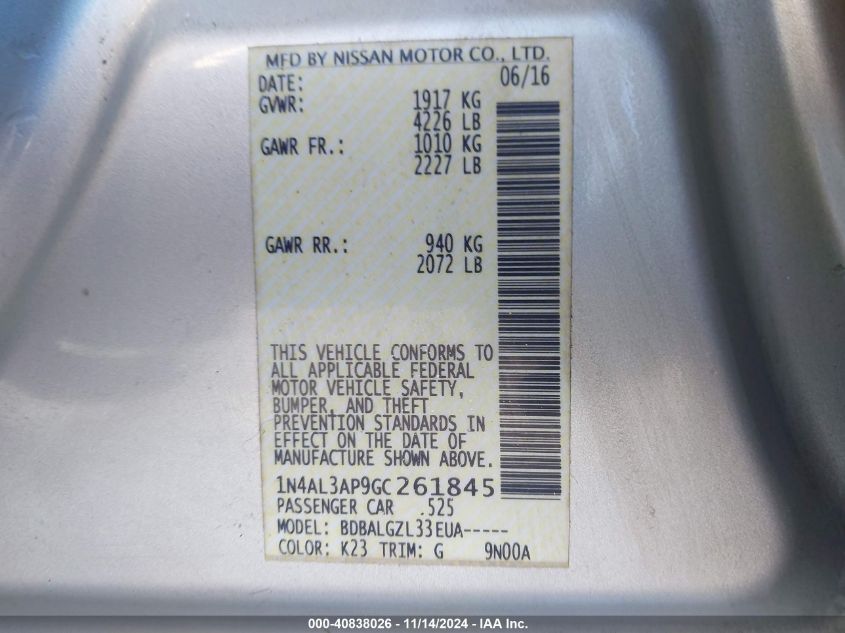 MFD BY NISSAN MOTOR CO., LTD.
DATE: 06/16
GVWR: 1917 KG
4226 LB
GAWR FR.: 1010 KG
2227 LB
GAWR RR.: 940 KG
2072 LB
THIS VEHICLE CONFORMS TO
ALL APPLICABLE FEDERAL
MOTOR VEHICLE SAFETY,
BUMPER, AND THEFT
PREVENTION STANDARDS IN
EFFECT ON THE DATE OF
MANUFACTURE SHOWN ABOVE.
1N4AL3AP9GC261845
PASSENGER CAR .525
MODEL: BDBALGZL33EUA-----
COLOR: K23 TRIM: G 9N00A
000-40838026 - 11/14/2024 - IAA Inc.